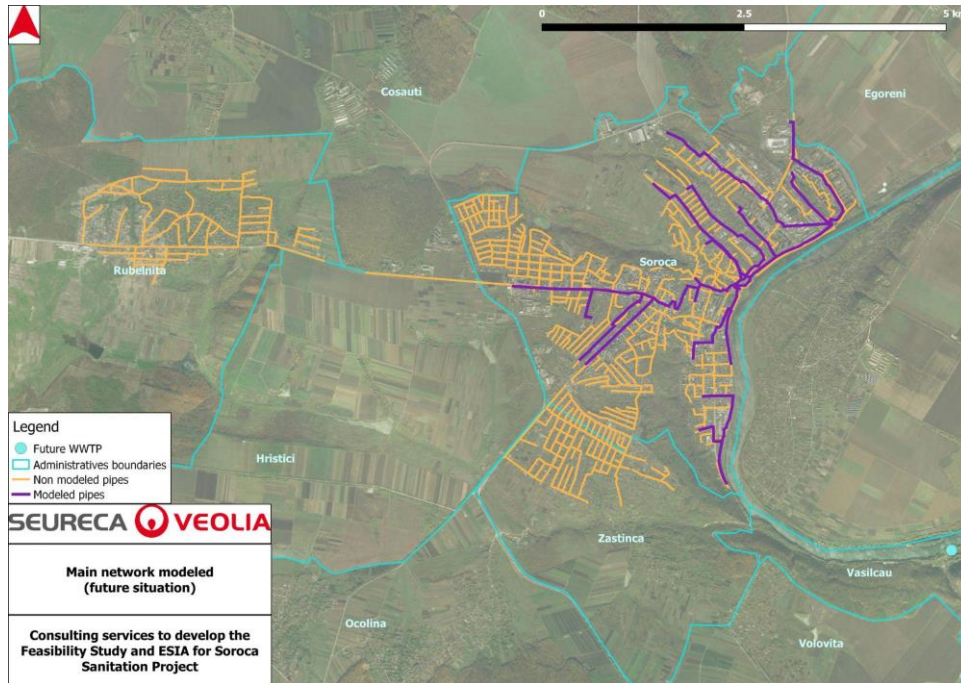 0 2.5 5 km
Cosauti
Egoreni
Soroca
Rubelnita
Hristici
Zastinca
Vasilcau
Ocolina
Volovita
Legend
Future WWTP
Administratives boundaries
Non modeled pipes
Modeled pipes
SEURECA VEOLIA
Main network modeled
(future situation)
Consulting services to develop the
Feasibility Study and ESIA for Soroca
Sanitation Project